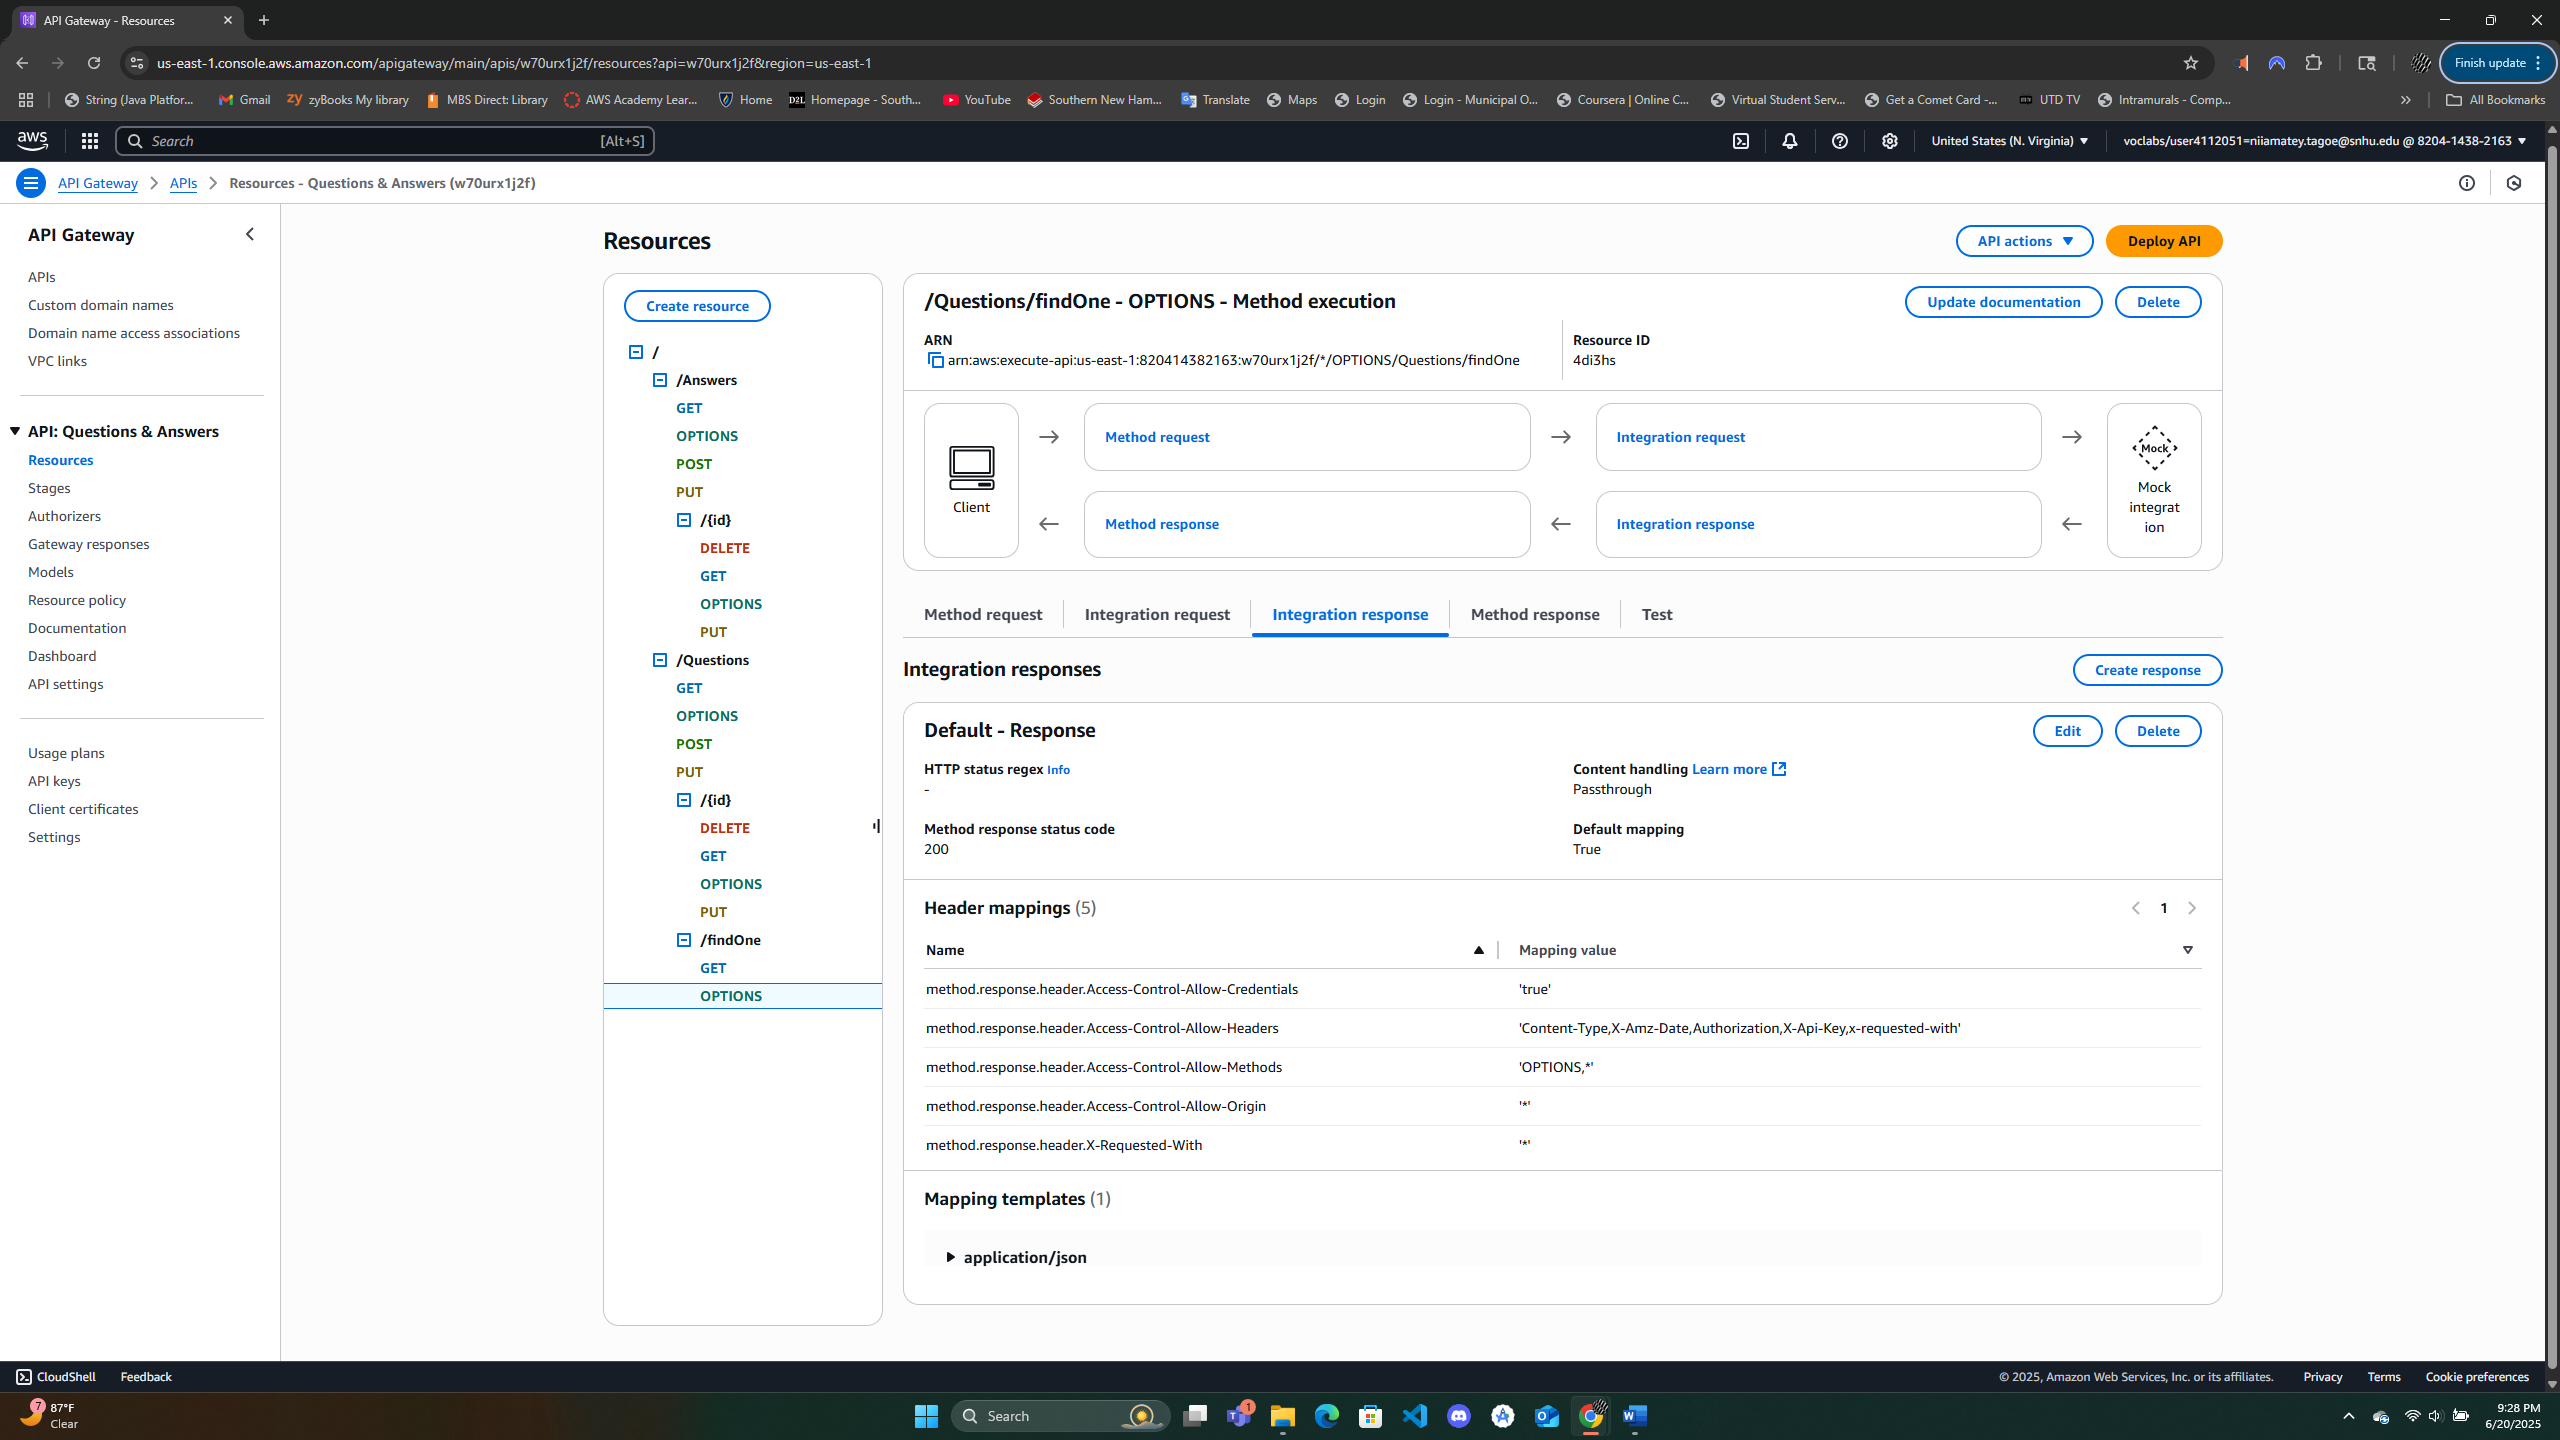 API Gateway - Resources
us-east-1.console.aws.amazon.com/apigateway/main/apis/w70urx1j2f/resources?api=w70urx1j2f&region=us-east-1
Finish update
String (Java Platfor...
Gmail
zyBooks My library
MBS Direct: Library
AWS Academy Lear...
Home
Homepage - South...
YouTube
Southern New Ham...
Translate
Maps
Login
Login - Municipal O...
Coursera | Online C...
Virtual Student Serv...
Get a Comet Card -...
UTD TV
Intramurals - Comp...
All Bookmarks
aws
Search
[Alt+S]
United States (N. Virginia)
voclabs/user4112051=niiamatey.tagoe@snhu.edu @ 8204-1438-2163
API Gateway
APIs
Resources - Questions & Answers (w70urx1j2f)
API Gateway
APIs
Custom domain names
Domain name access associations
VPC links
API: Questions & Answers
Resources
Stages
Authorizers
Gateway responses
Models
Resource policy
Documentation
Dashboard
API settings
Usage plans
API keys
Client certificates
Settings
Resources
API actions
Deploy API
Create resource
/
/Answers
GET
OPTIONS
POST
PUT
/{id}
DELETE
GET
OPTIONS
PUT
/Questions
GET
OPTIONS
POST
PUT
/{id}
DELETE
GET
OPTIONS
PUT
/findOne
GET
OPTIONS
/Questions/findOne - OPTIONS - Method execution
Update documentation
Delete
ARN
arn:aws:execute-api:us-east-1:820414382163:w70urx1j2f/*/OPTIONS/Questions/findOne
Resource ID
4di3hs
Client
Method request
Integration request
Method response
Integration response
Mock
Mock
integrat
ion
Method request
Integration request
Integration response
Method response
Test
Integration responses
Create response
Default - Response
Edit
Delete
HTTP status regex Info
-
Content handling Learn more
Passthrough
Method response status code
200
Default mapping
True
Header mappings (5)
1
Name
Mapping value
method.response.header.Access-Control-Allow-Credentials
'true'
method.response.header.Access-Control-Allow-Headers
'Content-Type,X-Amz-Date,Authorization,X-Api-Key,x-requested-with'
method.response.header.Access-Control-Allow-Methods
'OPTIONS,*'
method.response.header.Access-Control-Allow-Origin
'*'
method.response.header.X-Requested-With
'*'
Mapping templates (1)
application/json
CloudShell
Feedback
© 2025, Amazon Web Services, Inc. or its affiliates.
Privacy
Terms
Cookie preferences
7
87°F
Clear
Search
1
9:28 PM
6/20/2025